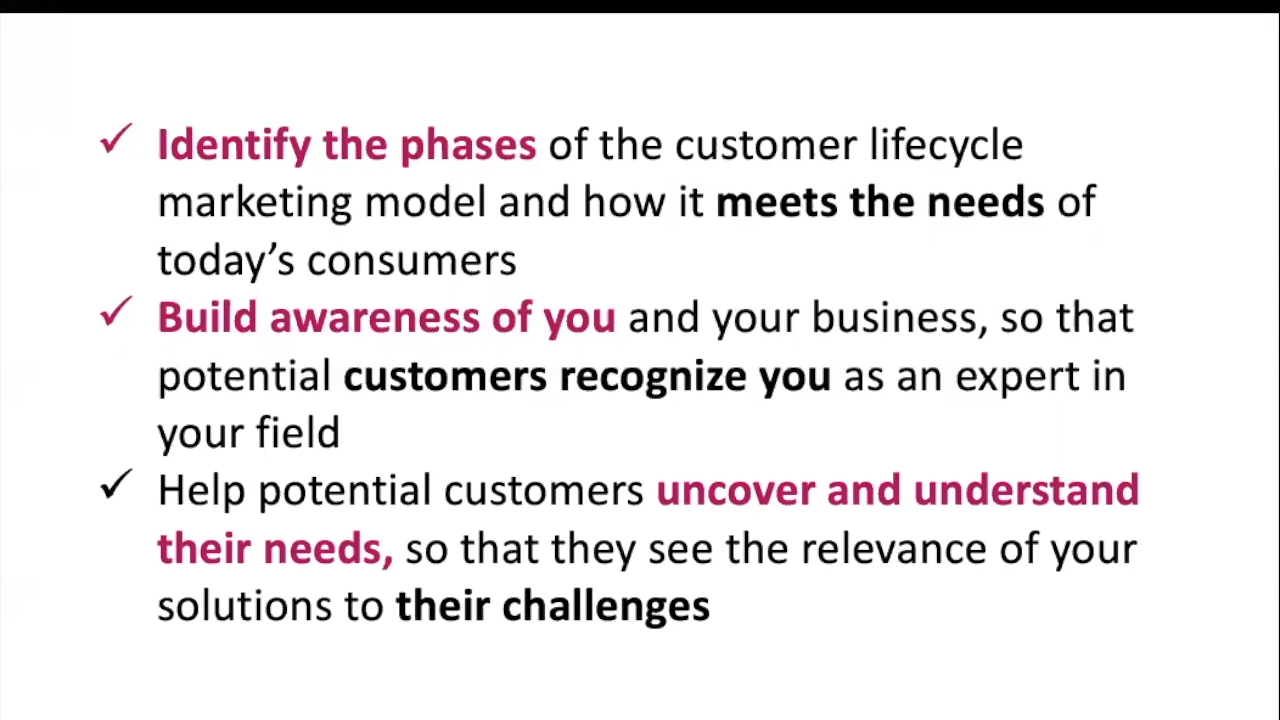 ✓ Identify the phases of the customer lifecycle
marketing model and how it meets the needs of
today’s consumers
✓ Build awareness of you and your business, so that
potential customers recognize you as an expert in
your field
✓ Help potential customers uncover and understand
their needs, so that they see the relevance of your
solutions to their challenges